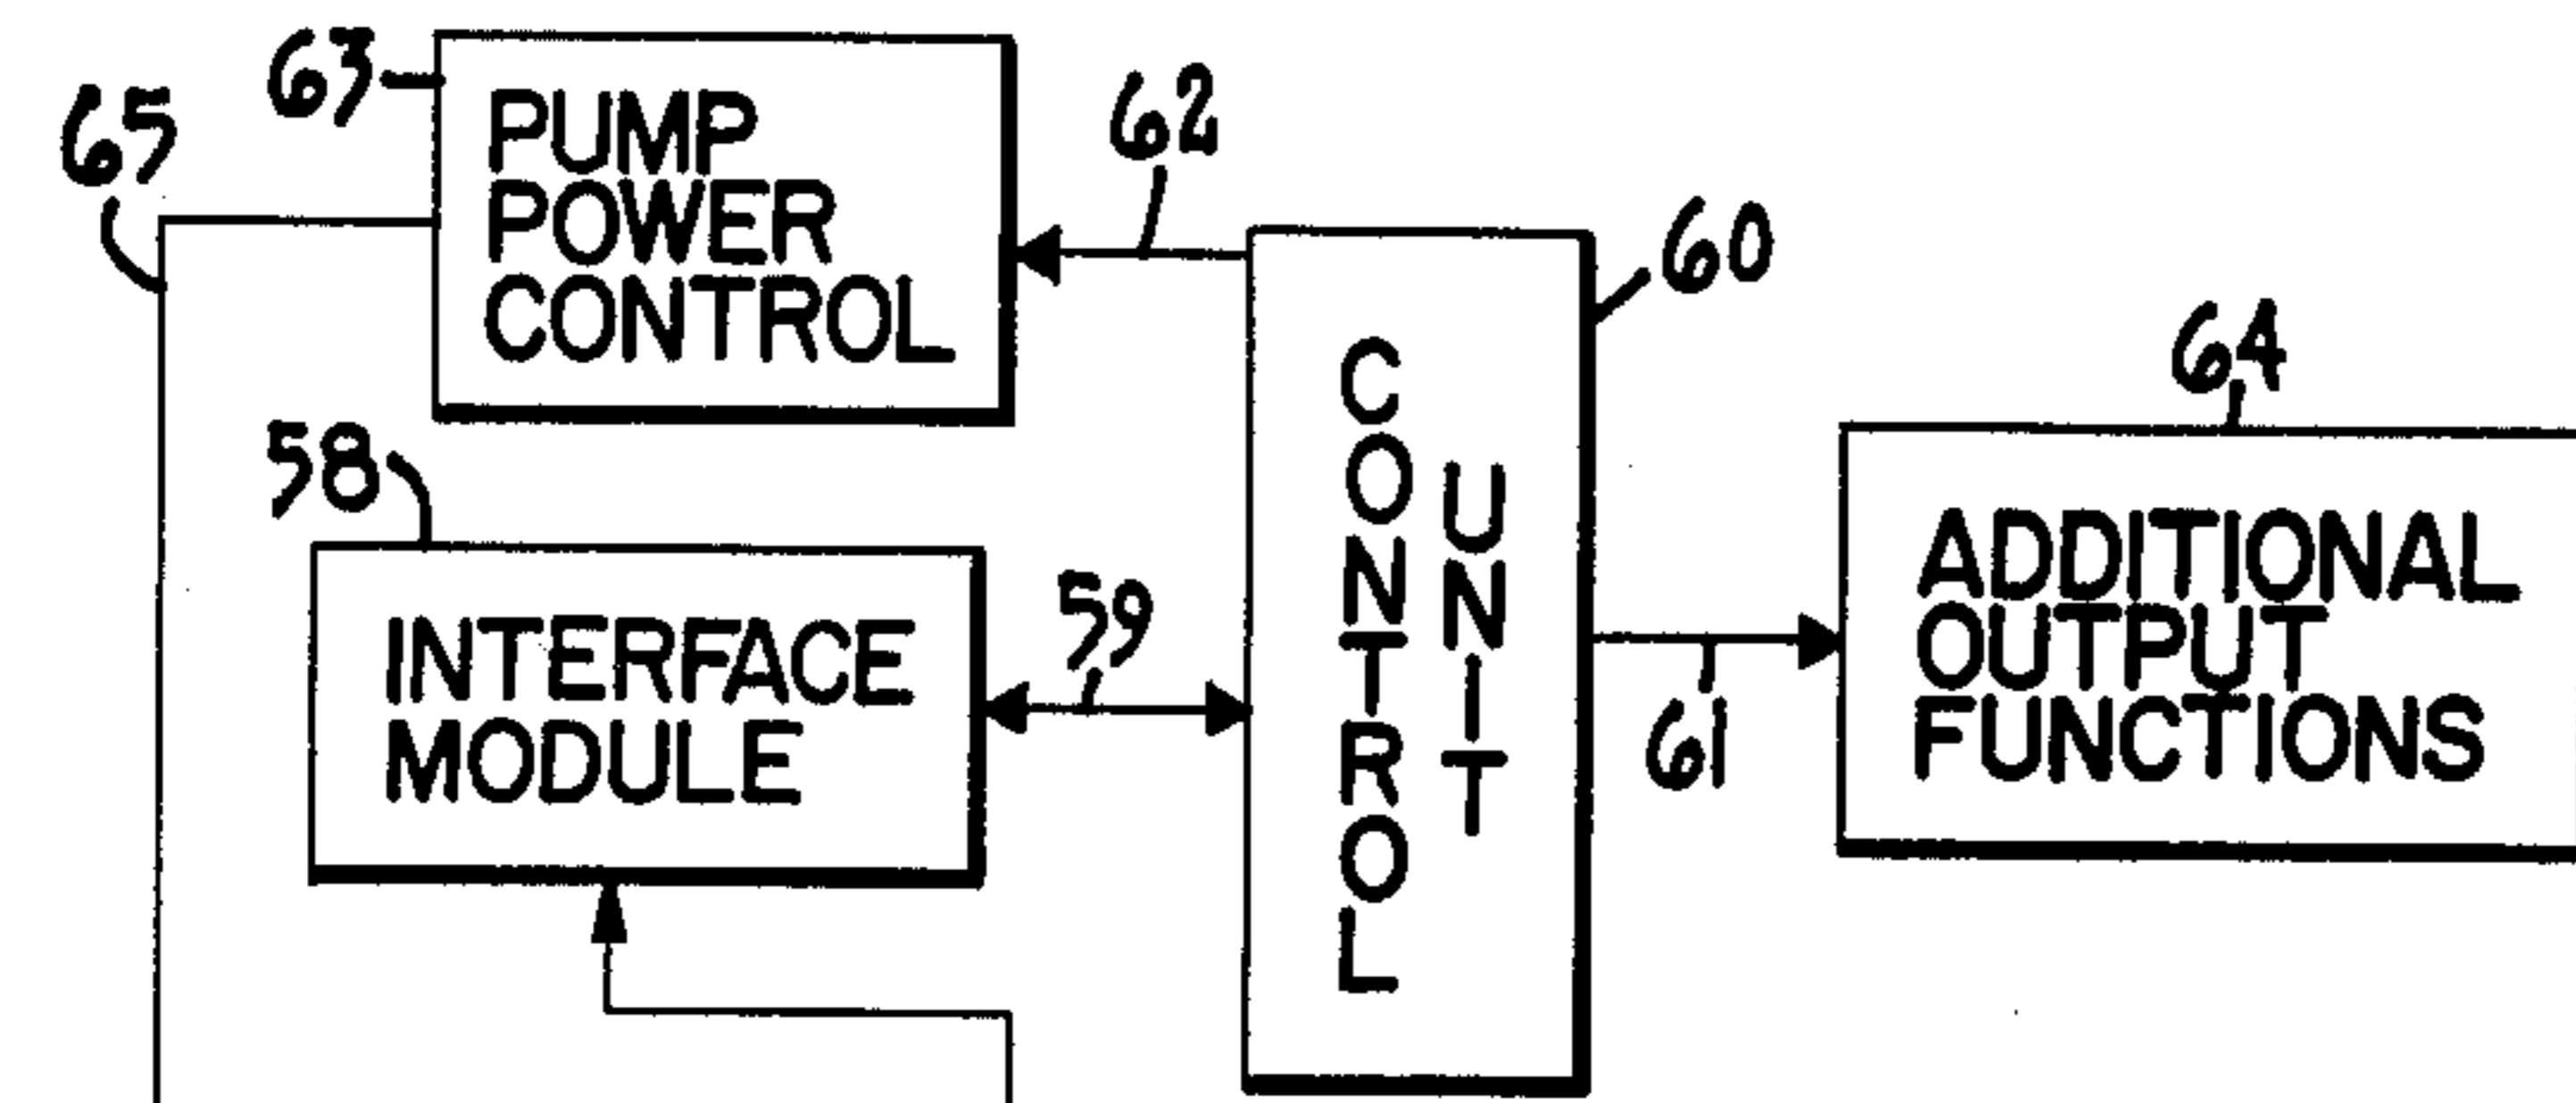 63
PUMP
POWER
CONTROL
65
62
60
CONTROL
UNIT
64
ADDITIONAL
OUTPUT
FUNCTIONS
58
INTERFACE
MODULE
59
61